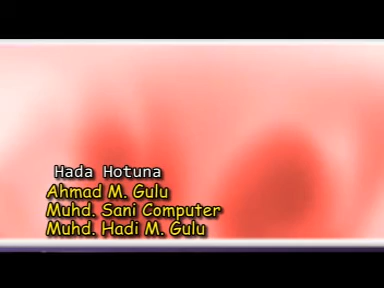 Hada Hotuna
Ahmad M. Gulu
Muhd. Sani Computer
Muhd. Hadi M. Gulu